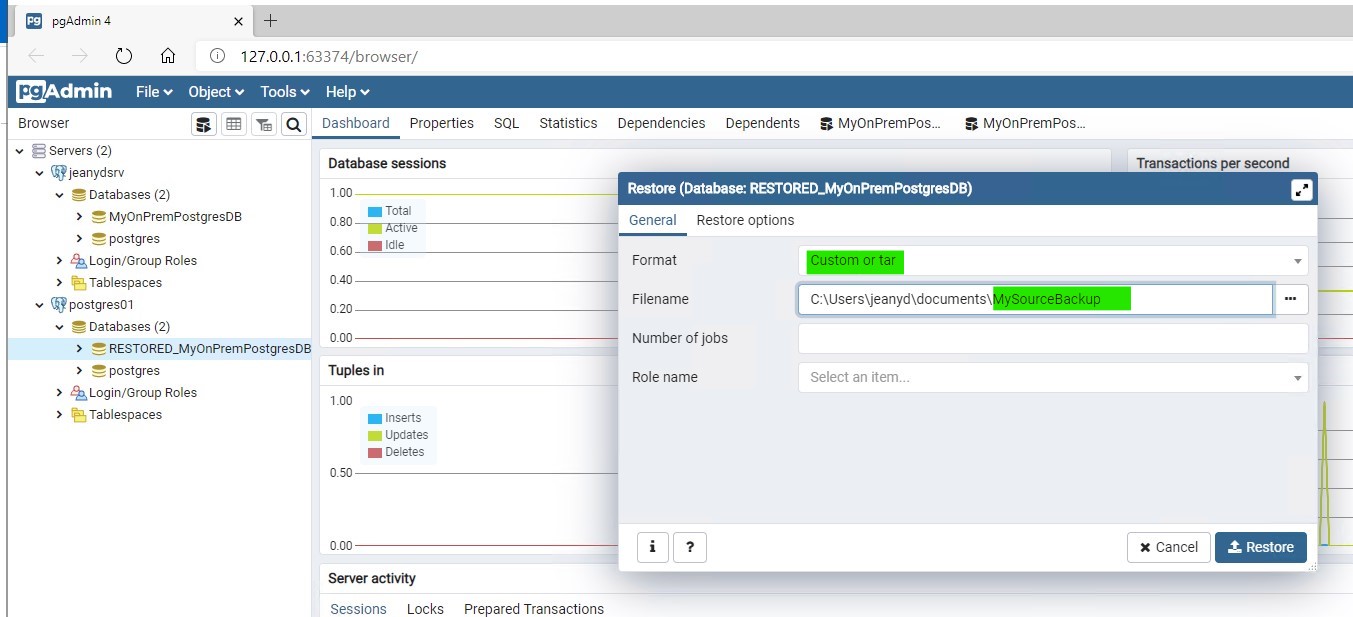 pgAdmin 4
127.0.0.1:63374/browser/
pgAdmin File Object Tools Help
Browser
Dashboard Properties SQL Statistics Dependencies Dependents MyOnPremPos... MyOnPremPos...
Servers (2)
jeanydsrv
Databases (2)
MyOnPremPostgresDB
postgres
Login/Group Roles
Tablespaces
postgres01
Databases (2)
RESTORED_MyOnPremPostgresDB
postgres
Login/Group Roles
Tablespaces
Database sessions
1.00
0.80
0.60
0.40
0.20
0.00
Total
Active
Idle
Transactions per second
Tuples in
1.00
0.50
0.00
Inserts
Updates
Deletes
Server activity
Sessions Locks Prepared Transactions
Restore (Database: RESTORED_MyOnPremPostgresDB)
General Restore options
Format Custom or tar
Filename C:\Users\jeanyd\documents\MySourceBackup
Number of jobs
Role name Select an item...
i ? Cancel Restore